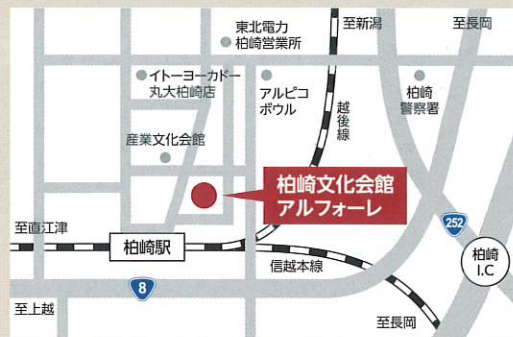 東北電力
柏崎営業所
至新潟
至長岡
イトーヨーカドー
丸大柏崎店
アルピコ
ボウル
柏崎
警察署
越後線
産業文化会館
柏崎文化会館
アルフォーレ
252
至直江津
柏崎駅
信越本線
柏崎
I.C
8
至上越
至長岡